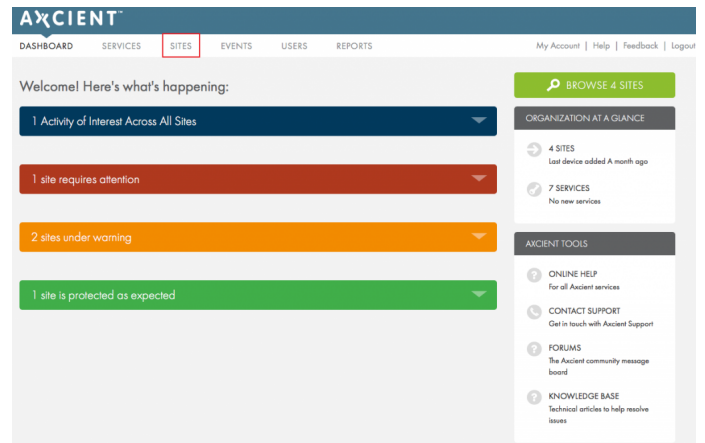 AXCIENT™
DASHBOARD SERVICES SITES EVENTS USERS REPORTS My Account | Help | Feedback | Logout
Welcome! Here's what's happening:
1 Activity of Interest Across All Sites
1 site requires attention
2 sites under warning
1 site is protected as expected
BROWSE 4 SITES
ORGANIZATION AT A GLANCE
4 SITES
Last device added A month ago
7 SERVICES
No new services
AXCIENT TOOLS
? ONLINE HELP
For all Axcient services
CONTACT SUPPORT
Get in touch with Axcient Support
? FORUMS
The Axcient community message
board
? KNOWLEDGE BASE
Technical articles to help resolve
issues